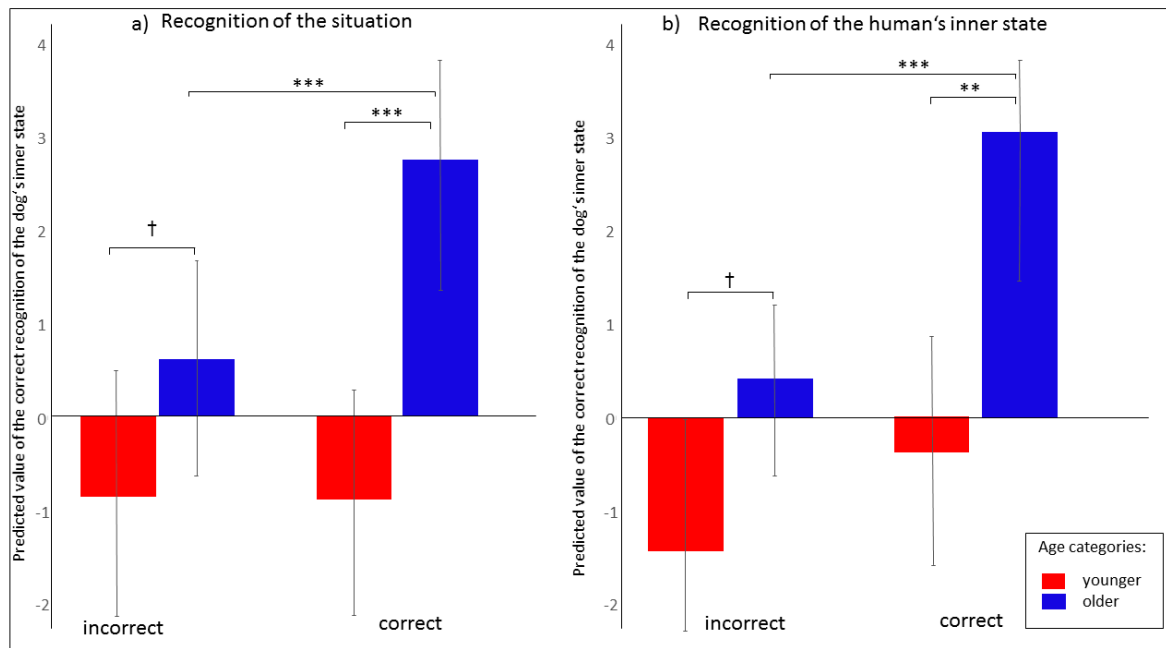 a) Recognition of the situation
Predicted value of the correct recognition of the dog‘s inner state
4
3
2
1
0
-1
-2
***
***
†
incorrect
correct
b) Recognition of the human‘s inner state
Predicted value of the correct recognition of the dog‘s inner state
4
3
2
1
0
-1
-2
***
**
†
incorrect
correct
Age categories:
younger
older